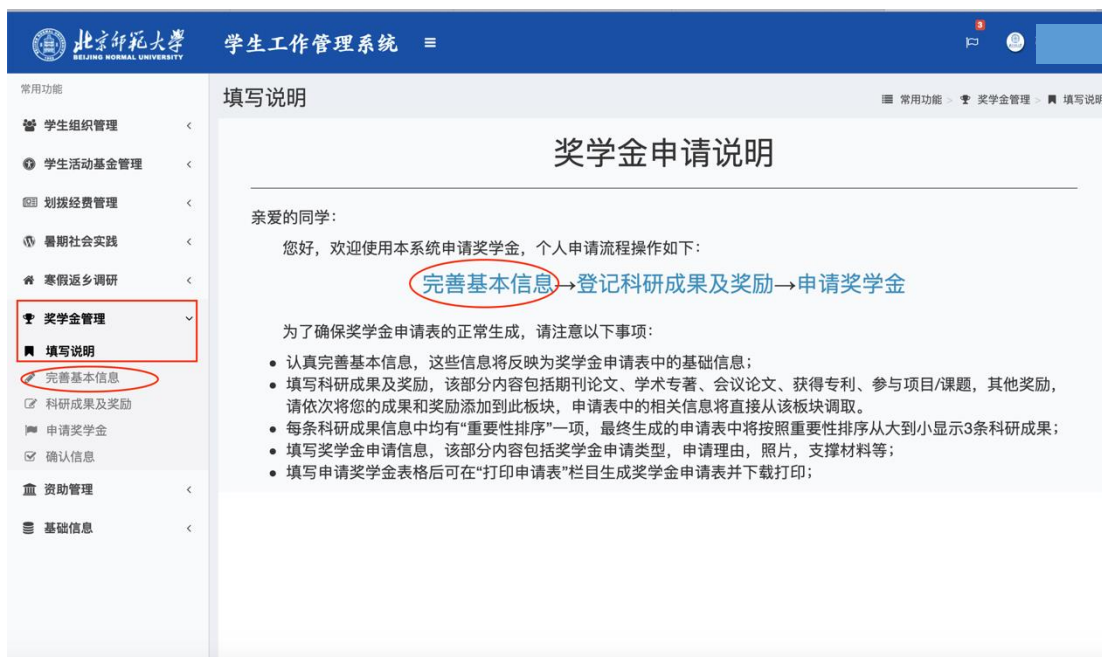 北京师范大学
BEIJING NORMAL UNIVERSITY
学生工作管理系统
3
常用功能
学生组织管理
学生活动基金管理
划拨经费管理
暑期社会实践
寒假返乡调研
奖学金管理
填写说明
完善基本信息
科研成果及奖励
申请奖学金
确认信息
资助管理
基础信息
填写说明
常用功能 > 奖学金管理 > 填写说明
奖学金申请说明
亲爱的同学：
您好，欢迎使用本系统申请奖学金，个人申请流程操作如下：
完善基本信息→登记科研成果及奖励→申请奖学金
为了确保奖学金申请表的正常生成，请注意以下事项：
• 认真完善基本信息，这些信息将反映为奖学金申请表中的基础信息；
• 填写科研成果及奖励，该部分内容包括期刊论文、学术专著、会议论文、获得专利、参与项目/课题，其他奖励，
请依次将您的成果和奖励添加到此板块，申请表中的相关信息将直接从该板块调取。
• 每条科研成果信息中均有“重要性排序”一项，最终生成的申请表中将按照重要性排序从大到小显示3条科研成果；
• 填写奖学金申请信息，该部分内容包括奖学金申请类型，申请理由，照片，支撑材料等；
• 填写申请奖学金表格后可在“打印申请表”栏目生成奖学金申请表并下载打印；